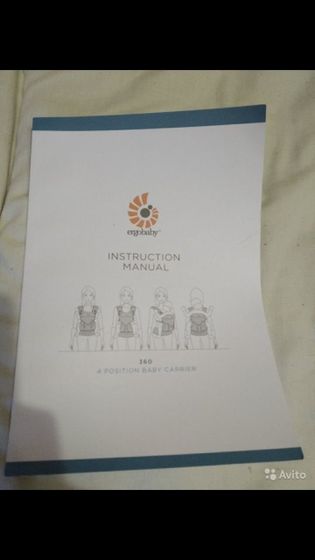 ergobaby
INSTRUCTION
MANUAL
360
4 POSITION BABY CARRIER
Avito